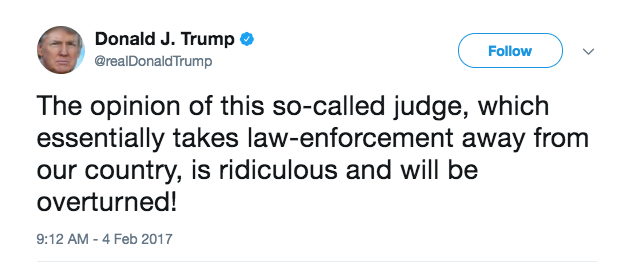 Donald J. Trump
@realDonaldTrump
Follow
The opinion of this so-called judge, which
essentially takes law-enforcement away from
our country, is ridiculous and will be
overturned!
9:12 AM - 4 Feb 2017